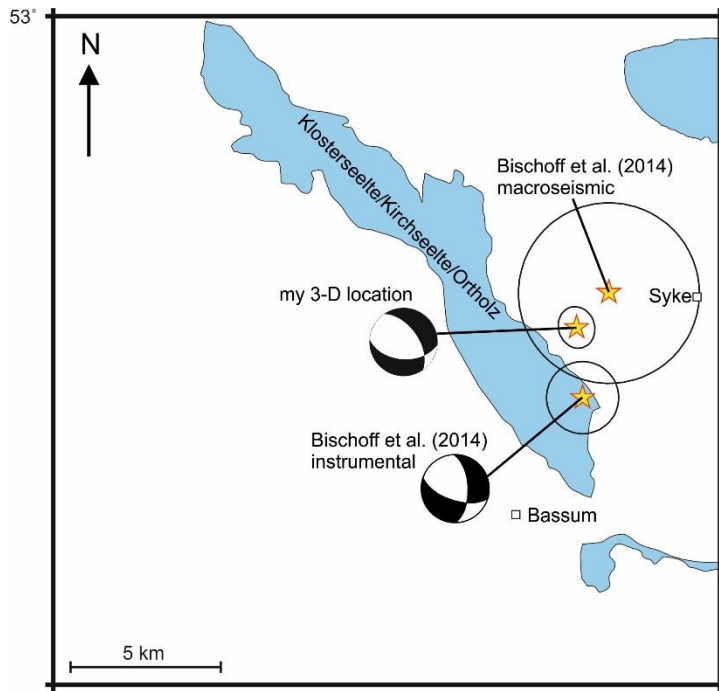 53°
N
Klosterseelte/Kirchseelte/Ortholz
Bischoff et al. (2014)
macroseismic
my 3-D location
Syke
Bischoff et al. (2014)
instrumental
Bassum
5 km